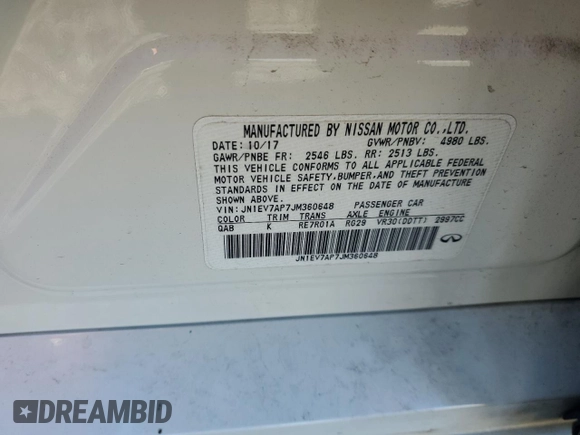 MANUFACTURED BY NISSAN MOTOR CO.,LTD.
DATE: 10/17 GVWR/PNBV: 4980 LBS.
GAWR/PNBE FR: 2546 LBS. RR: 2513 LBS.
THIS VEHICLE CONFORMS TO ALL APPLICABLE FEDERAL
MOTOR VEHICLE SAFETY,BUMPER,AND THEFT PREVENTION
STANDARDS IN EFFECT ON THE DATE OF MANUFACTURE
SHOWN ABOVE.
VIN: JN1EV7AP7JM360648 PASSENGER CAR
COLOR TRIM TRANS AXLE ENGINE
QAB K RE7R01A RG29 VR30(DDTT) 2997CC
JN1EV7AP7JM360648
DREAMBID